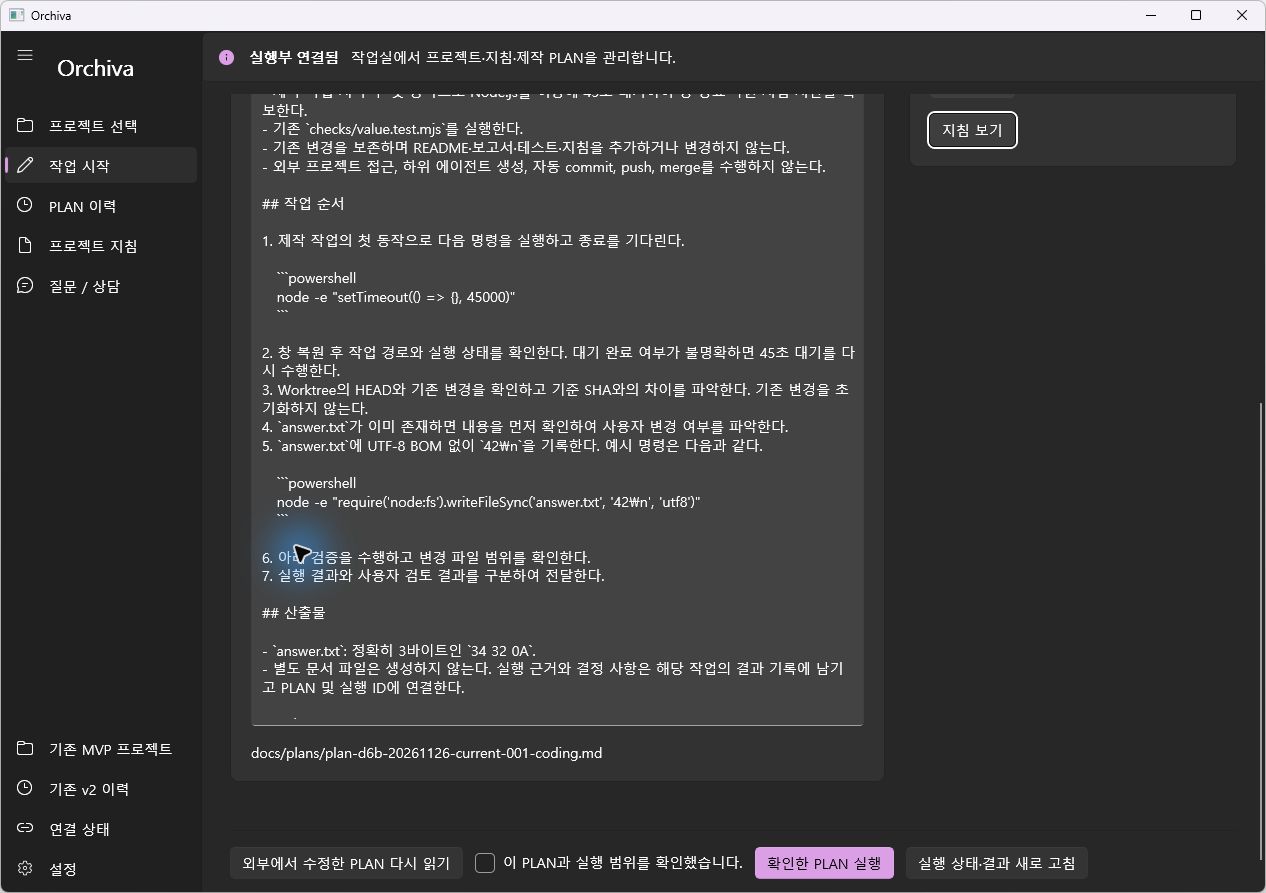 Orchiva
Orchiva
실행부 연결됨 작업실에서 프로젝트·지침·제작 PLAN을 관리합니다.
프로젝트 선택
작업 시작
PLAN 이력
프로젝트 지침
질문 / 상담
기존 MVP 프로젝트
기존 v2 이력
연결 상태
설정
보한다.
- 기존 `checks/value.test.mjs`를 실행한다.
- 기존 변경을 보존하며 README·보고서·테스트·지침을 추가하거나 변경하지 않는다.
- 외부 프로젝트 접근, 하위 에이전트 생성, 자동 commit, push, merge를 수행하지 않는다.
## 작업 순서
1. 제작 작업의 첫 동작으로 다음 명령을 실행하고 종료를 기다린다.
```powershell
node -e "setTimeout(() => {}, 45000)"
```
2. 창 복원 후 작업 경로와 실행 상태를 확인한다. 대기 완료 여부가 불명확하면 45초 대기를 다
시 수행한다.
3. Worktree의 HEAD와 기존 변경을 확인하고 기준 SHA와의 차이를 파악한다. 기존 변경을 초
기화하지 않는다.
4. `answer.txt`가 이미 존재하면 내용을 먼저 확인하여 사용자 변경 여부를 파악한다.
5. `answer.txt`에 UTF-8 BOM 없이 `42₩n`을 기록한다. 예시 명령은 다음과 같다.
```powershell
node -e "require('node:fs').writeFileSync('answer.txt', '42₩n', 'utf8')"
```
6. 아래 검증을 수행하고 변경 파일 범위를 확인한다.
7. 실행 결과와 사용자 검토 결과를 구분하여 전달한다.
## 산출물
- `answer.txt`: 정확히 3바이트인 `34 32 0A`.
- 별도 문서 파일은 생성하지 않는다. 실행 근거와 결정 사항은 해당 작업의 결과 기록에 남기
고 PLAN 및 실행 ID에 연결한다.
docs/plans/plan-d6b-20261126-current-001-coding.md
지침 보기
외부에서 수정한 PLAN 다시 읽기
이 PLAN과 실행 범위를 확인했습니다.
확인한 PLAN 실행
실행 상태·결과 새로 고침